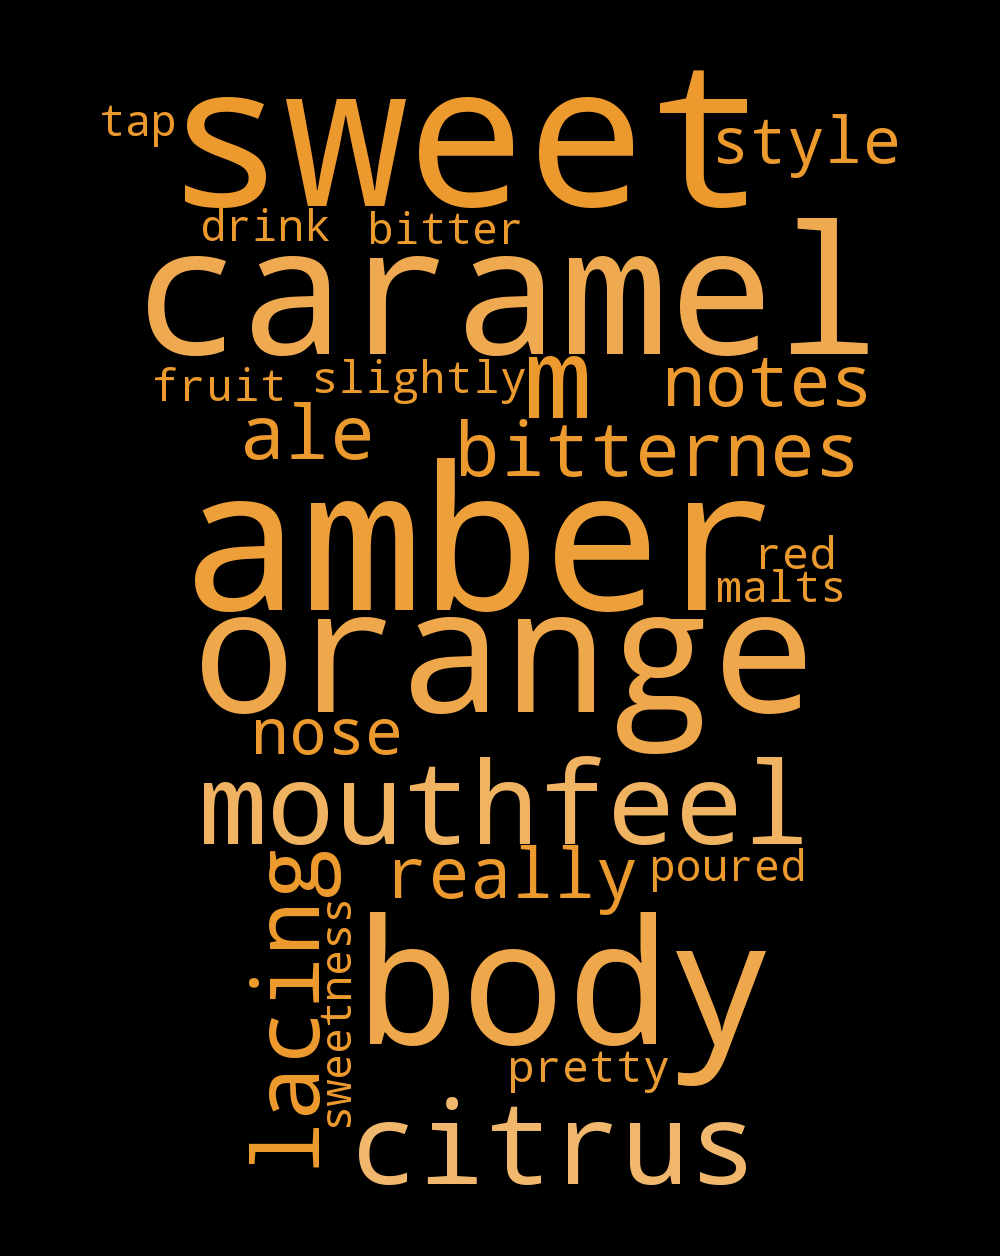 sweet
tap
style
drink bitter
caramel
fruit slightly m notes
ale bitternes
amber
red
malts
orange
nose
mouthfeel
really poured
lacing
sweetness
body
pretty
citrus